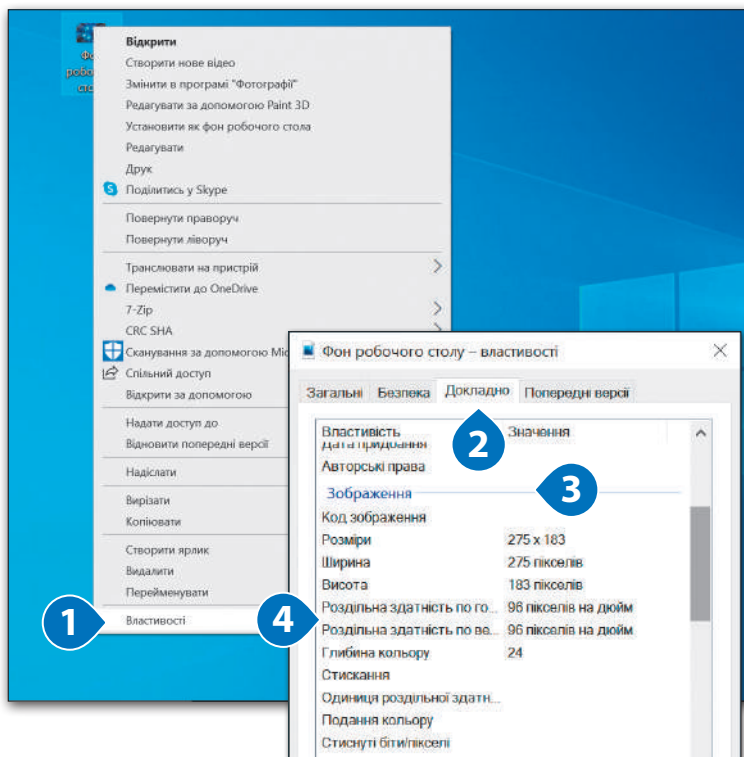 Відкрити
Створити нове відео
Змінити в програмі "Фотографії"
Редагувати за допомогою Paint 3D
Установити як фон робочого стола
Редагувати
Друк
Поділитись у Skype
Повернути праворуч
Повернути ліворуч
Транслювати на пристрій
Перемістити до OneDrive
7-Zip
CRC SHA
Сканування за допомогою Mic
Спільний доступ
Відкрити за допомогою
Надати доступ до
Відновити попередні версії
Надіслати
Вирізати
Копіювати
Створити ярлик
Видалити
Перейменувати
1
Властивості
Фон робочого столу – властивості
Загальні Безпека Докладно Попередні версії
2
Властивість Значення
Дата придбання
Авторські права
Зображення
3
Код зображення
Розміри 275 x 183
Ширина 275 пікселів
Висота 183 пікселів
4
Роздільна здатність по го... 96 пікселів на дюйм
Роздільна здатність по ве... 96 пікселів на дюйм
Глибина кольору 24
Стискання
Одиниця роздільної здатн...
Подання кольору
Стиснуті біти/пікселі